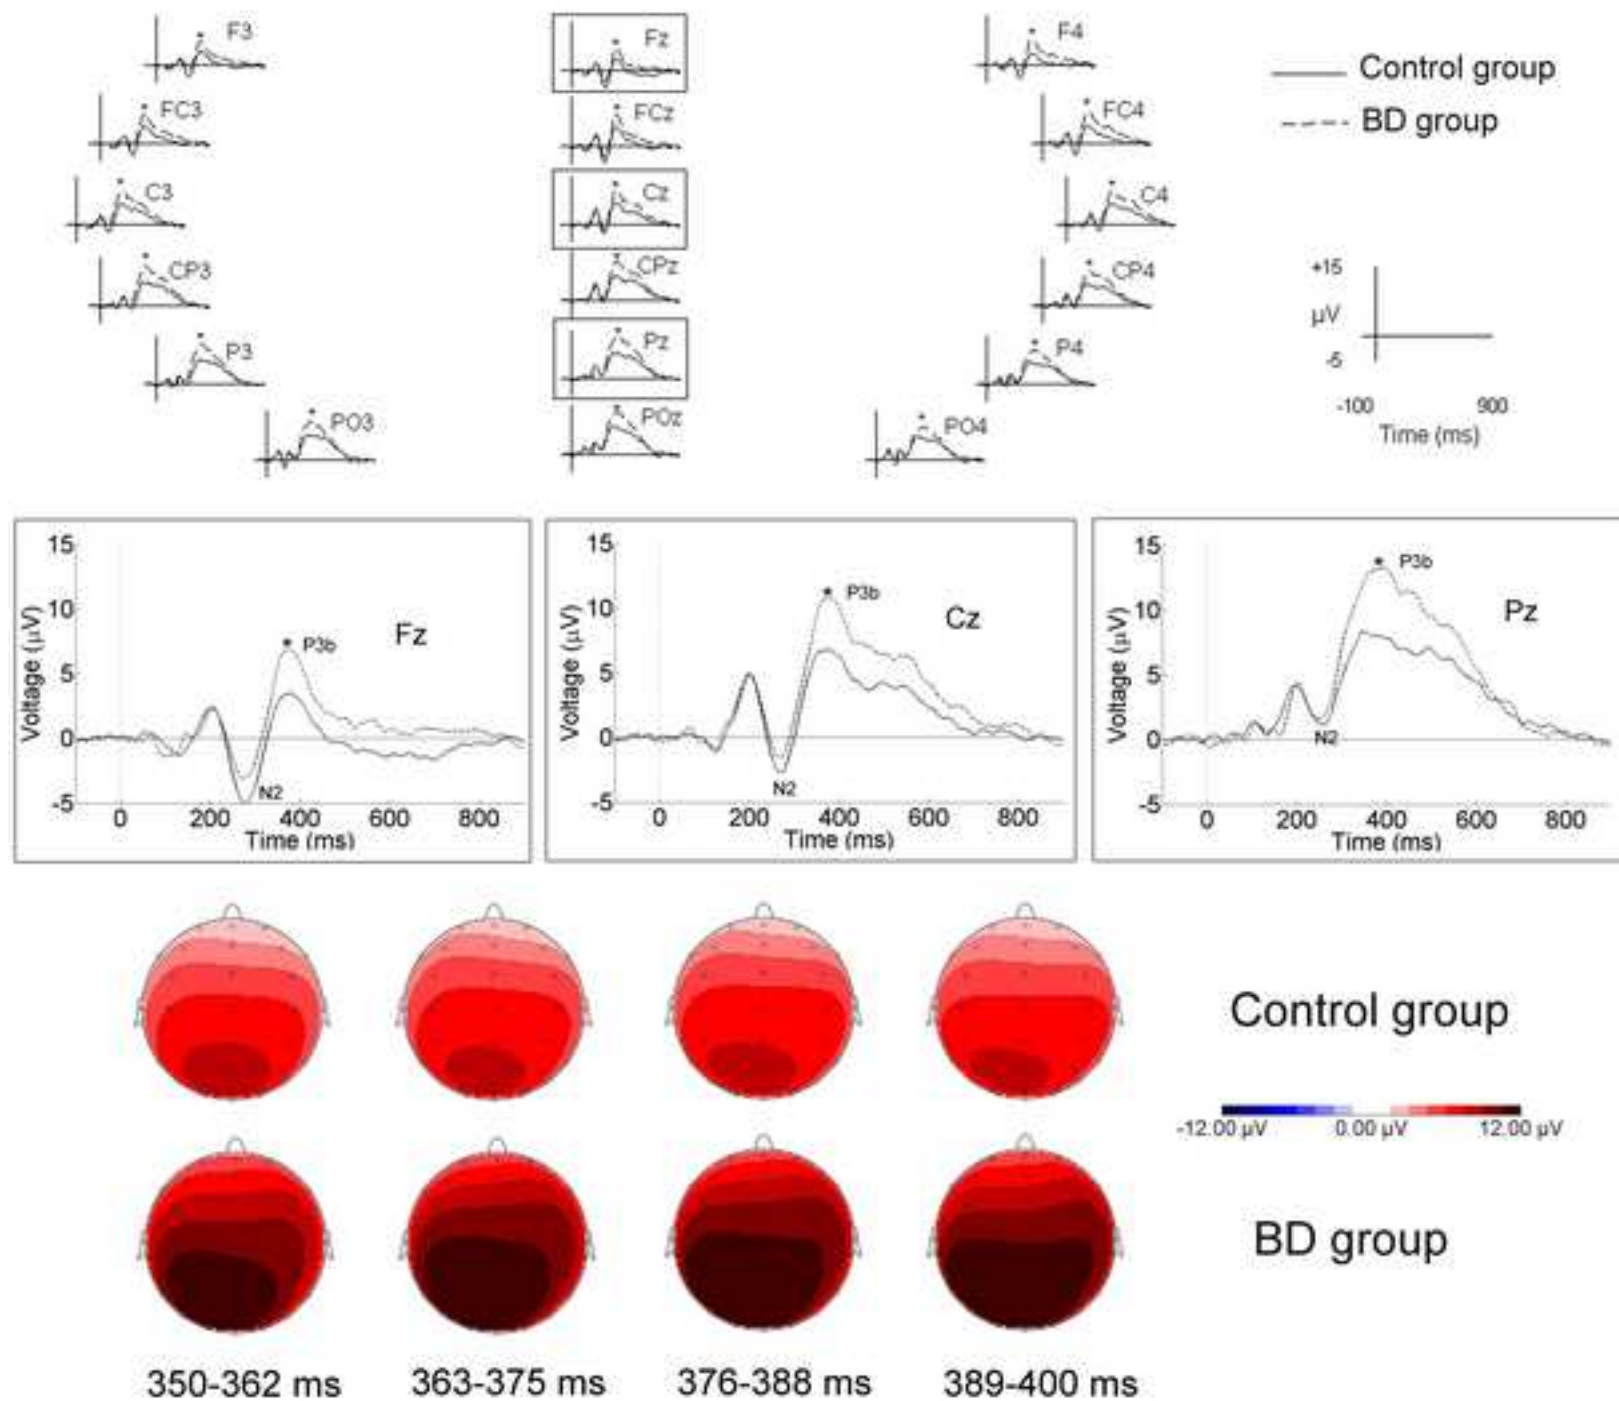 F3 Fz F4
Control group
FC3 FCz FC4
BD group
C3 Cz C4
CP3 CPz CP4
+15
µV
P3 Pz P4
-5
PO3 POz PO4
-100 900
Time (ms)
15
10
5
0
-5
Voltage (µV)
* P3b
Fz
N2
0 200 400 600 800
Time (ms)
15
10
5
0
-5
Voltage (µV)
* P3b
Cz
N2
0 200 400 600 800
Time (ms)
15
10
5
0
-5
Voltage (µV)
* P3b
Pz
N2
0 200 400 600 800
Time (ms)
Control group
-12.00 µV 0.00 µV 12.00 µV
BD group
350-362 ms 363-375 ms 376-388 ms 389-400 ms